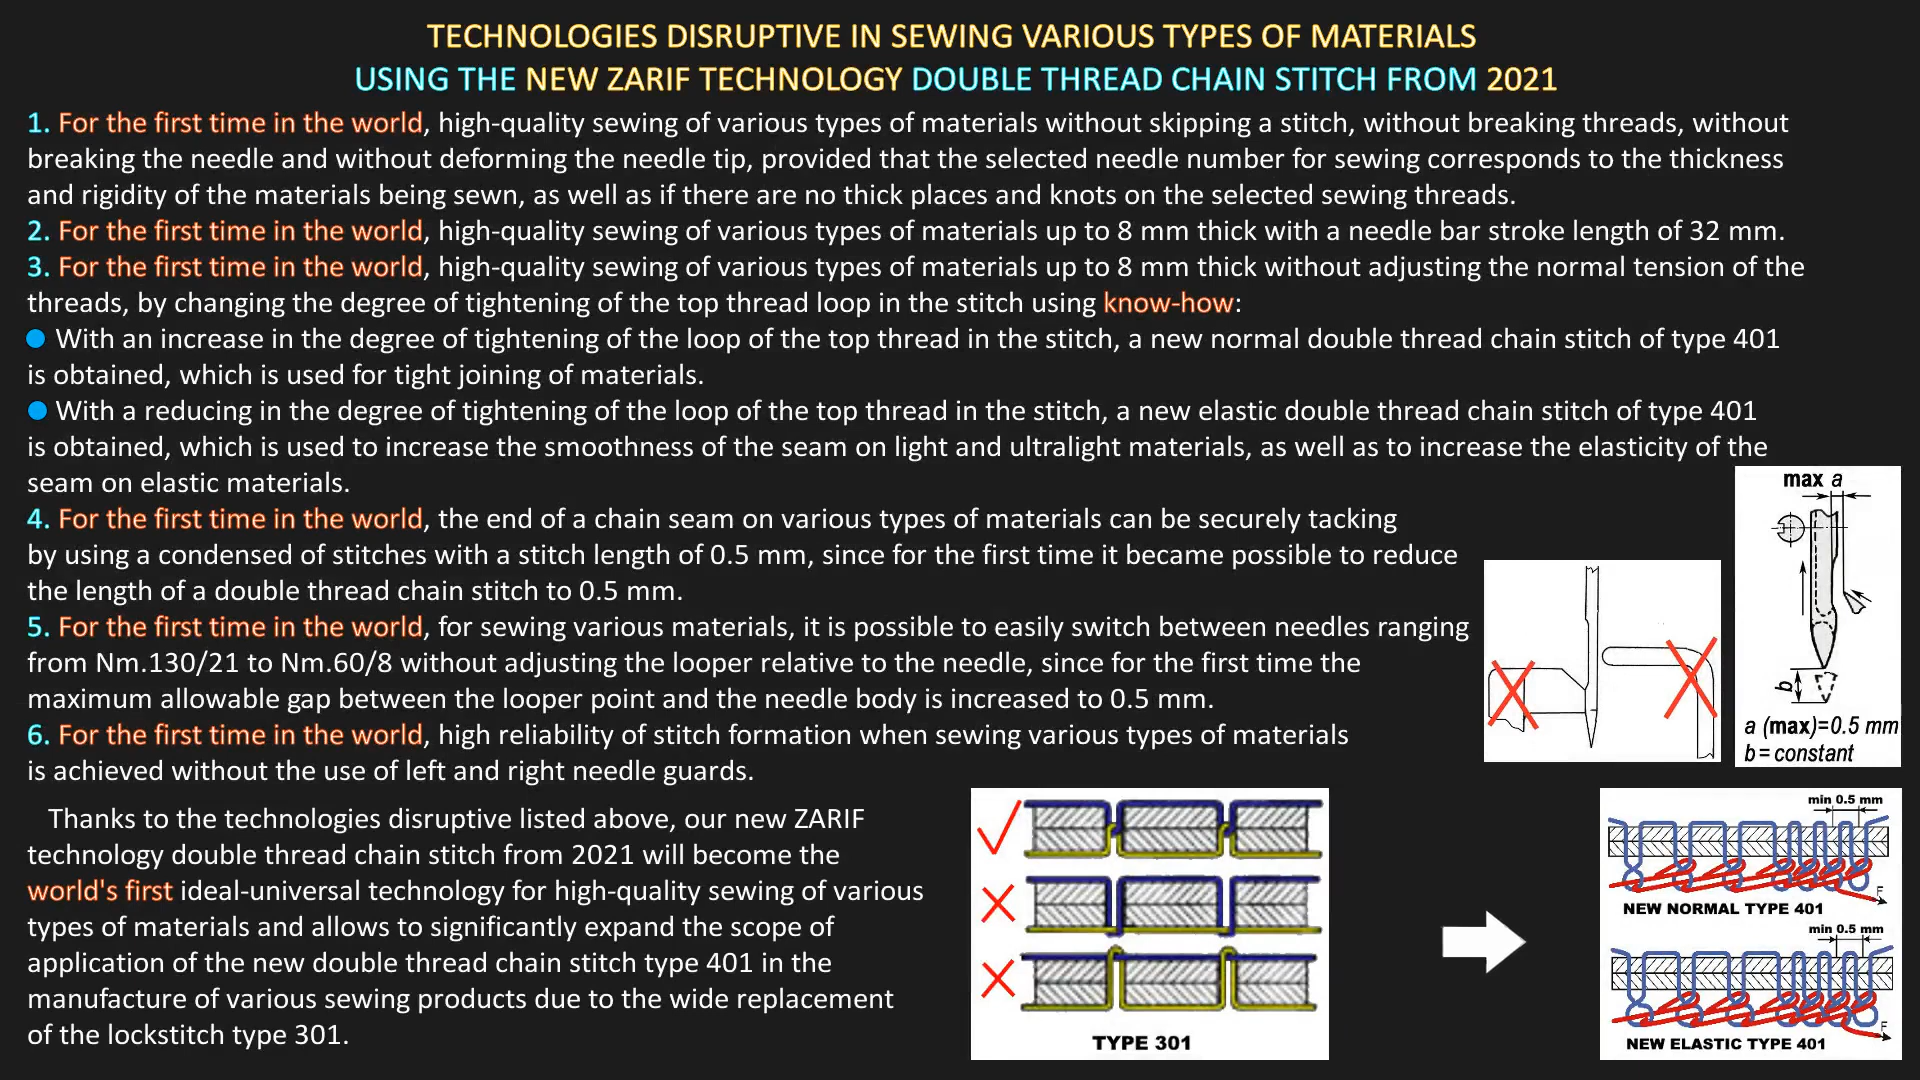 TECHNOLOGIES DISRUPTIVE IN SEWING VARIOUS TYPES OF MATERIALS
USING THE NEW ZARIF TECHNOLOGY DOUBLE THREAD CHAIN STITCH FROM 2021
1. For the first time in the world, high-quality sewing of various types of materials without skipping a stitch, without breaking threads, without
breaking the needle and without deforming the needle tip, provided that the selected needle number for sewing corresponds to the thickness
and rigidity of the materials being sewn, as well as if there are no thick places and knots on the selected sewing threads.
2. For the first time in the world, high-quality sewing of various types of materials up to 8 mm thick with a needle bar stroke length of 32 mm.
3. For the first time in the world, high-quality sewing of various types of materials up to 8 mm thick without adjusting the normal tension of the
threads, by changing the degree of tightening of the top thread loop in the stitch using know-how:
● With an increase in the degree of tightening of the loop of the top thread in the stitch, a new normal double thread chain stitch of type 401
is obtained, which is used for tight joining of materials.
● With a reducing in the degree of tightening of the loop of the top thread in the stitch, a new elastic double thread chain stitch of type 401
is obtained, which is used to increase the smoothness of the seam on light and ultralight materials, as well as to increase the elasticity of the
seam on elastic materials.
4. For the first time in the world, the end of a chain seam on various types of materials can be securely tacking
by using a condensed of stitches with a stitch length of 0.5 mm, since for the first time it became possible to reduce
the length of a double thread chain stitch to 0.5 mm.
5. For the first time in the world, for sewing various materials, it is possible to easily switch between needles ranging
from Nm.130/21 to Nm.60/8 without adjusting the looper relative to the needle, since for the first time the
maximum allowable gap between the looper point and the needle body is increased to 0.5 mm.
6. For the first time in the world, high reliability of stitch formation when sewing various types of materials
is achieved without the use of left and right needle guards.
max a
b
a (max)=0.5 mm
b = constant
Thanks to the technologies disruptive listed above, our new ZARIF
technology double thread chain stitch from 2021 will become the
world's first ideal-universal technology for high-quality sewing of various
types of materials and allows to significantly expand the scope of
application of the new double thread chain stitch type 401 in the
manufacture of various sewing products due to the wide replacement
of the lockstitch type 301.
TYPE 301
min 0.5 mm
F
NEW NORMAL TYPE 401
min 0.5 mm
F
NEW ELASTIC TYPE 401